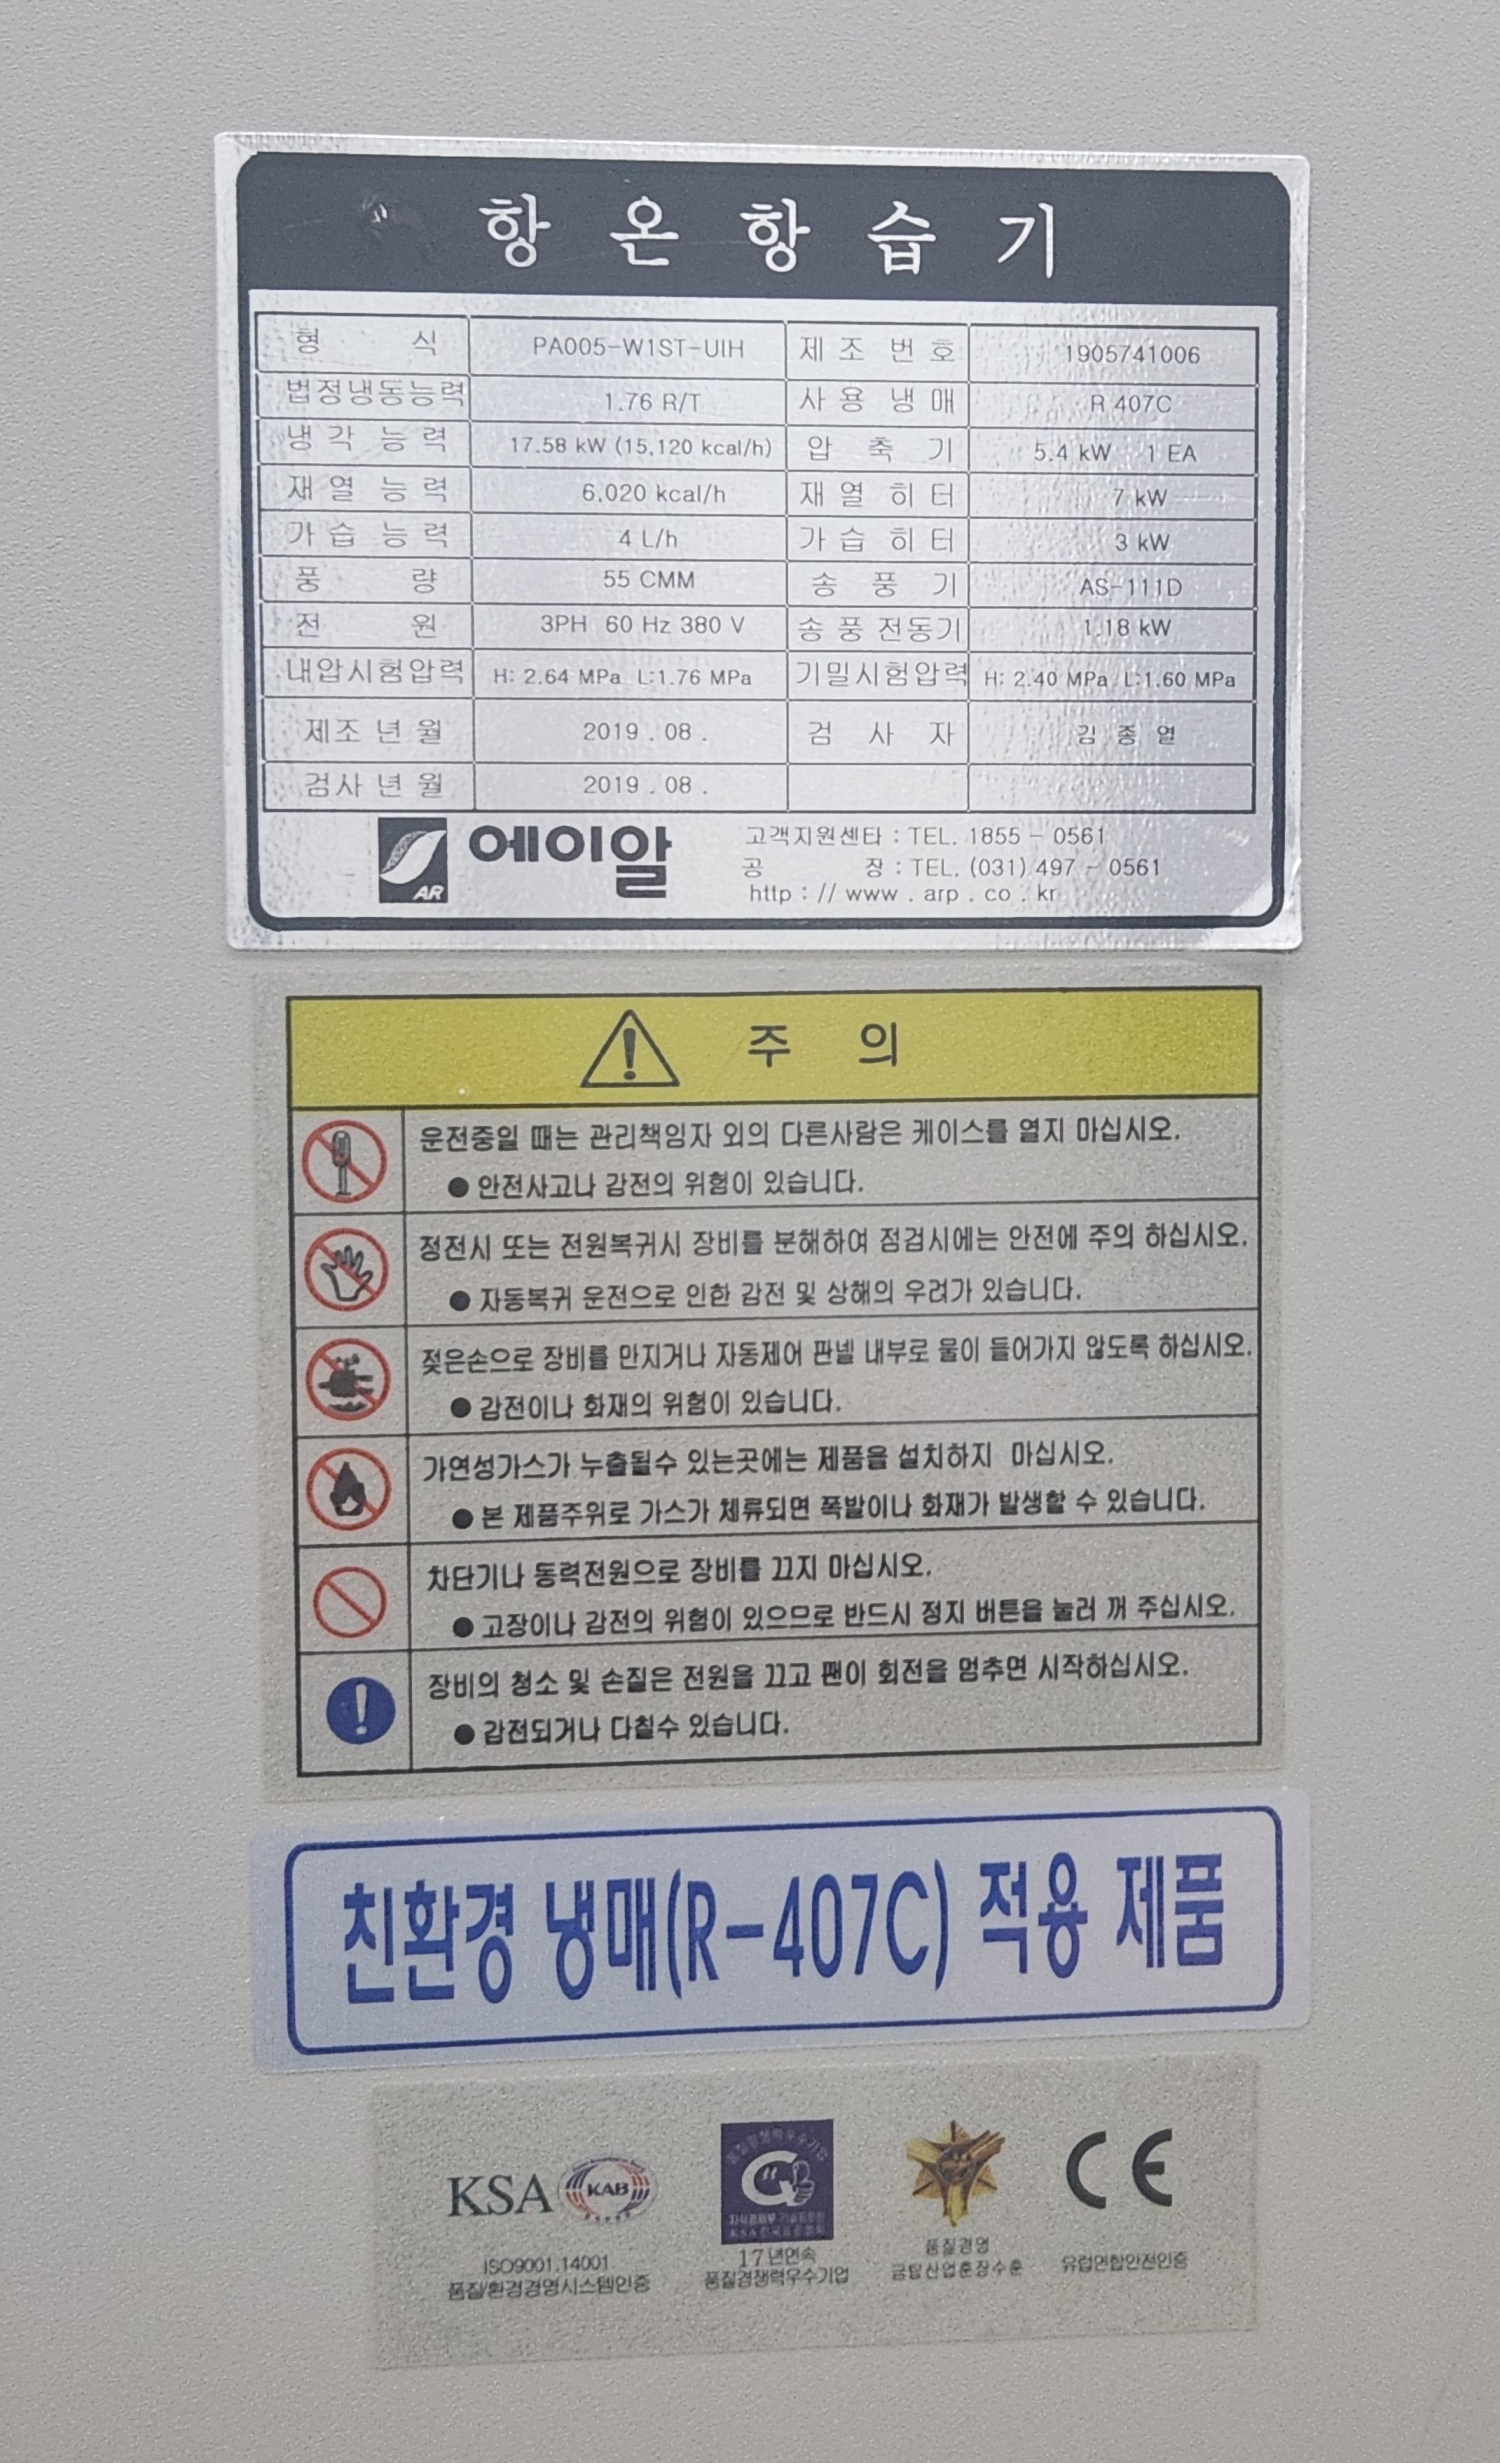 항온항습기
형식 PA005-W1ST-UIH 제조번호 1905741006
법정냉동능력 1.76 R/T 사용냉매 R 407C
냉각능력 17.58 kW (15,120 kcal/h) 압축기 5.4 kW 1 EA
재열능력 6,020 kcal/h 재열히터 7 kW
가습능력 4 L/h 가습히터 3 kW
풍량 55 CMM 송풍기 AS-111D
전원 3PH 60 Hz 380 V 송풍전동기 1.18 kW
내압시험압력 H: 2.64 MPa L:1.76 MPa 기밀시험압력 H: 2.40 MPa L:1.60 MPa
제조년월 2019 . 08 . 검사자 김종열
검사년월 2019 . 08 .
AR 에이알
고객지원센타 : TEL. 1855 - 0561
공장 : TEL. (031) 497 - 0561
http : // www . arp . co . kr
주의
운전중일 때는 관리책임자 외의 다른사람은 케이스를 열지 마십시오.
● 안전사고나 감전의 위험이 있습니다.
정전시 또는 전원복귀시 장비를 분해하여 점검시에는 안전에 주의 하십시오.
● 자동복귀 운전으로 인한 감전 및 상해의 우려가 있습니다.
젖은손으로 장비를 만지거나 자동제어 판넬 내부로 물이 들어가지 않도록 하십시오.
● 감전이나 화재의 위험이 있습니다.
가연성가스가 누출될수 있는곳에는 제품을 설치하지 마십시오.
● 본 제품주위로 가스가 체류되면 폭발이나 화재가 발생할 수 있습니다.
차단기나 동력전원으로 장비를 끄지 마십시오.
● 고장이나 감전의 위험이 있으므로 반드시 정지 버튼을 눌러 꺼 주십시오.
장비의 청소 및 손질은 전원을 끄고 팬이 회전을 멈추면 시작하십시오.
● 감전되거나 다칠수 있습니다.
친환경 냉매(R-407C) 적용 제품
KSA KAB
ISO9001,14001
품질/환경경영시스템인증
품질경쟁력우수기업
17년연속
품질경쟁력우수기업
품질경영
금탑산업훈장수훈
CE
유럽연합안전인증